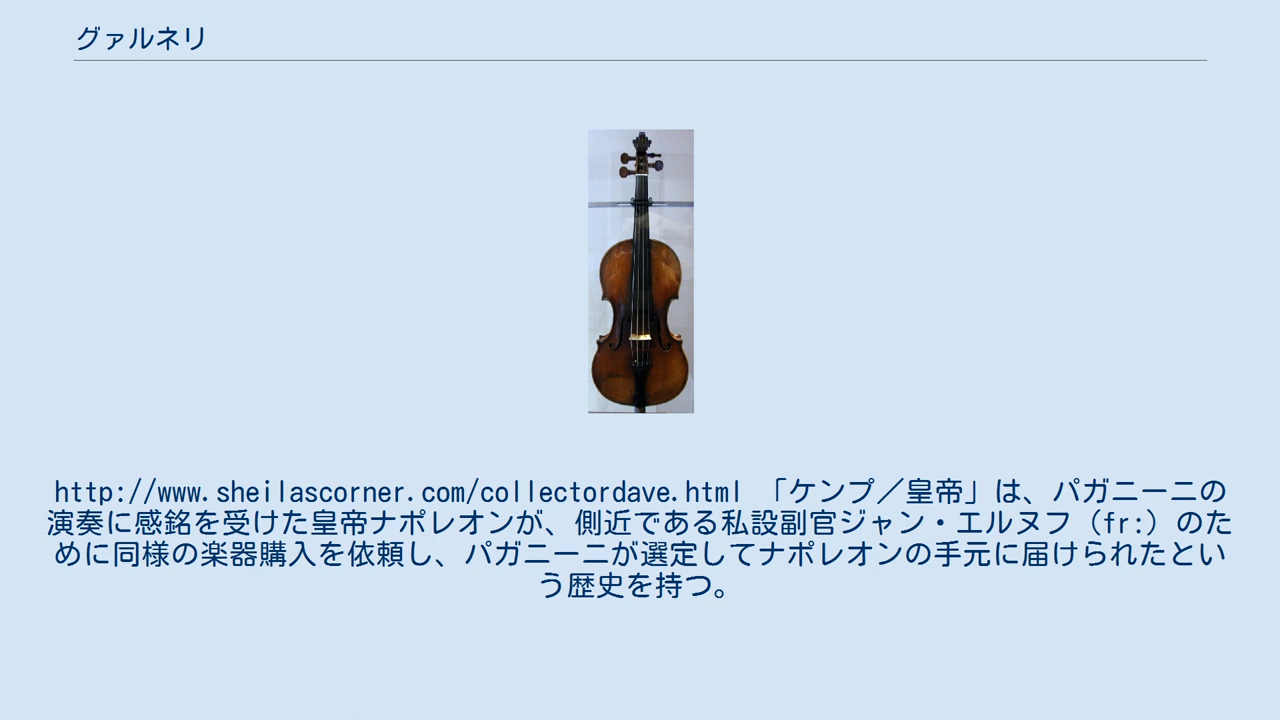 グァルネリ
http://www.sheilascorner.com/collectordave.html 「ケンプ／皇帝」は、パガニーニの
演奏に感銘を受けた皇帝ナポレオンが、側近である私設副官ジャン・エルヌフ（fr:）のた
めに同様の楽器購入を依頼し、パガニーニが選定してナポレオンの手元に届けられたとい
う歴史を持つ。